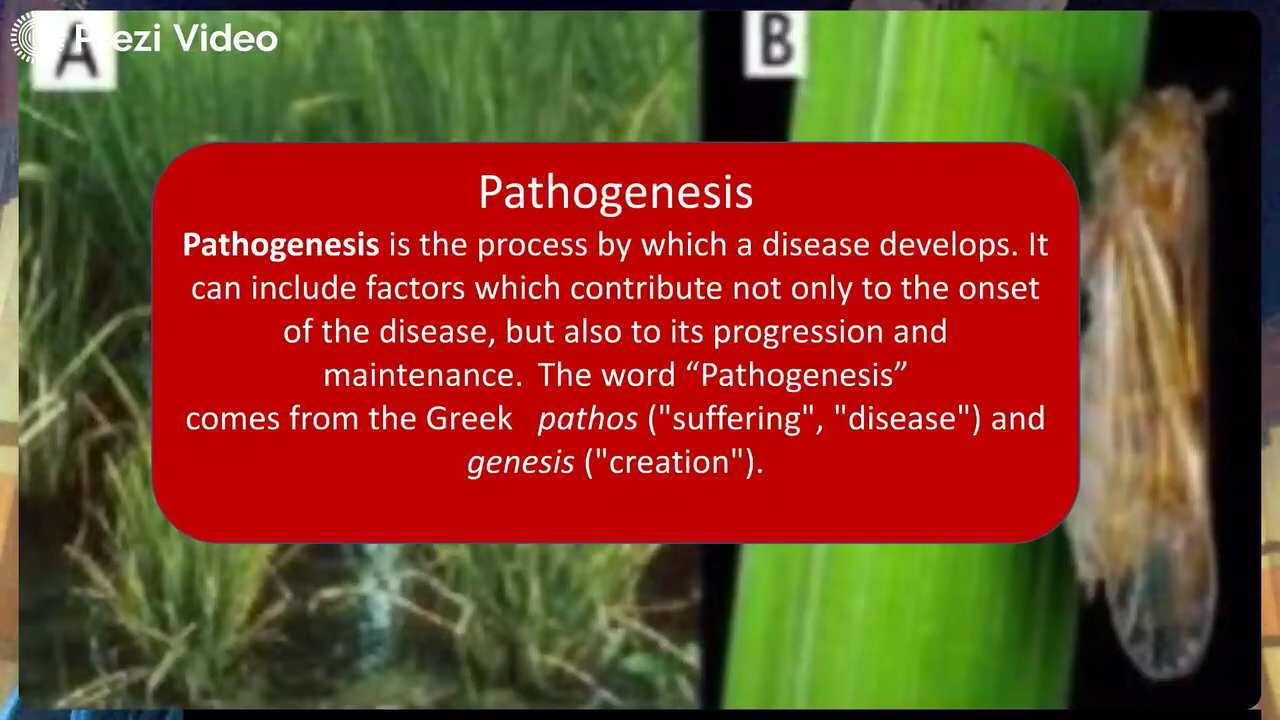 A
Prezi Video
B
Pathogenesis
Pathogenesis is the process by which a disease develops. It
can include factors which contribute not only to the onset
of the disease, but also to its progression and
maintenance. The word “Pathogenesis”
comes from the Greek pathos ("suffering", "disease") and
genesis ("creation").